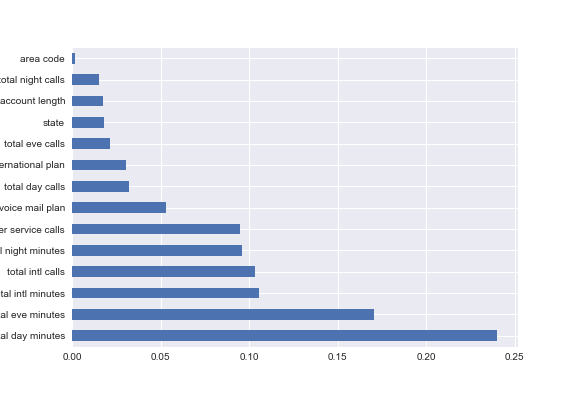 area code
total night calls
account length
state
total eve calls
ernational plan
total day calls
voice mail plan
er service calls
l night minutes
total intl calls
tal intl minutes
al eve minutes
al day minutes
0.00 0.05 0.10 0.15 0.20 0.25